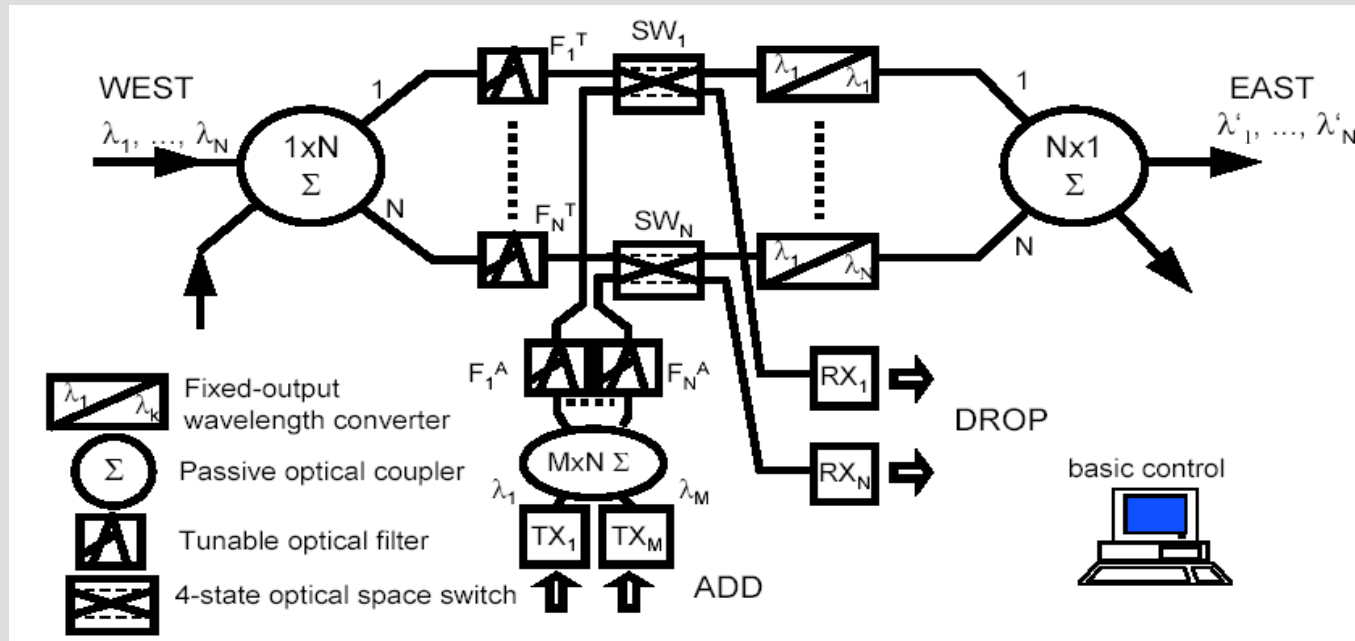 WEST
λ1, ..., λN
1xN
Σ
1
N
F1T
FNT
SW1
SWN
λ1 λ1
λ1 λN
1
N
Nx1
Σ
EAST
λ'1, ..., λ'N
F1A
FNA
MxN Σ
λ1
λM
TX1
TXM
ADD
RX1
RXN
DROP
basic control
λ1 λk
Fixed-output
wavelength converter
Σ
Passive optical coupler
Tunable optical filter
4-state optical space switch